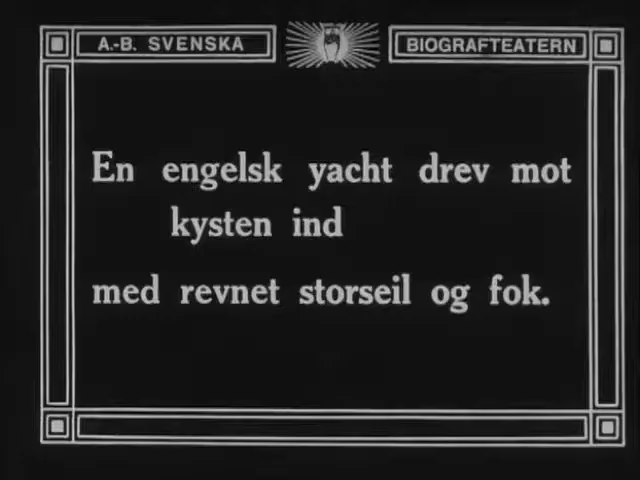 A.-B. SVENSKA BIOGRAFTEATERN
En engelsk yacht drev mot
kysten ind
med revnet storseil og fok.